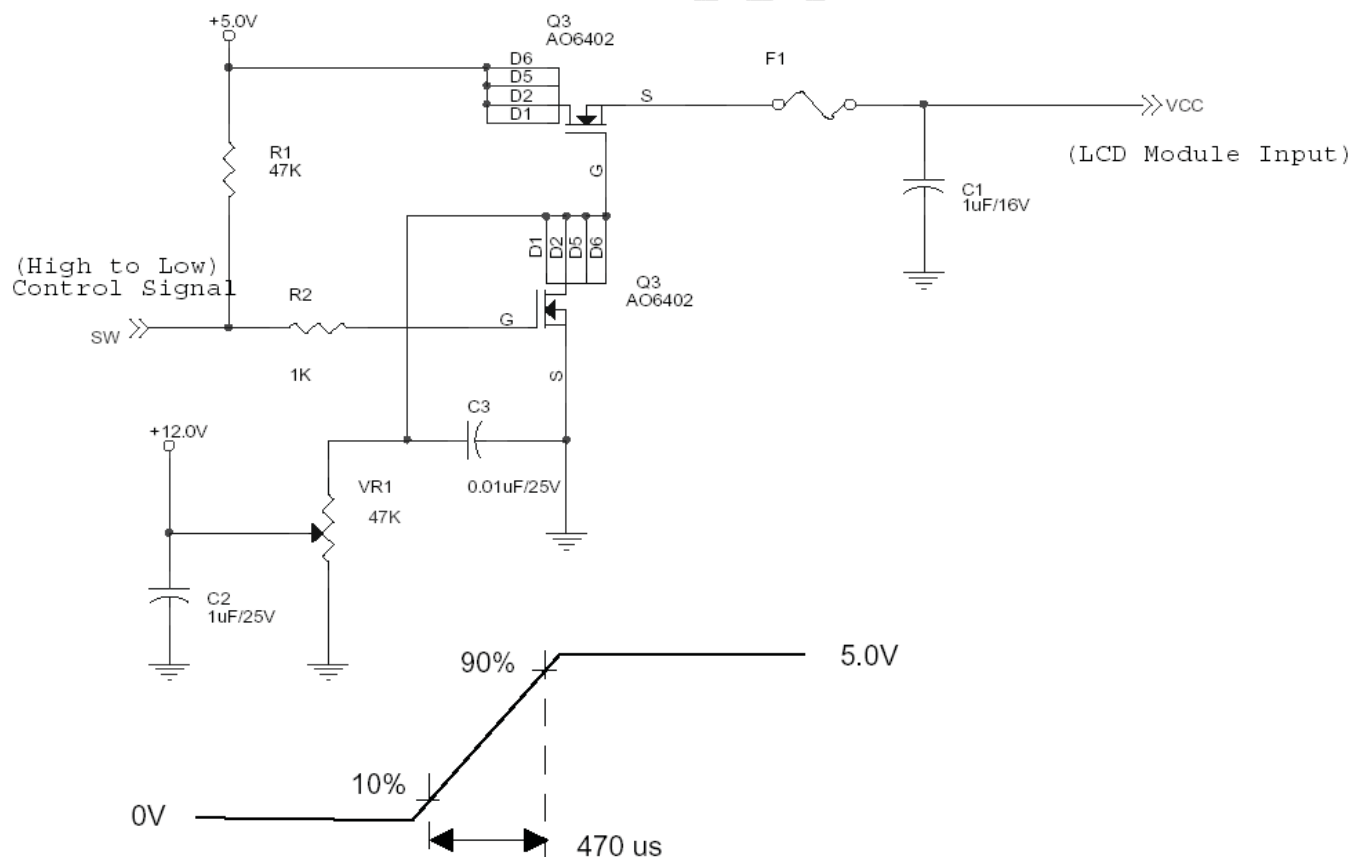 +5.0V
Q3
AO6402
D6
D5
D2
D1
S
F1
VCC
(LCD Module Input)
R1
47K
G
C1
1uF/16V
D1
D2
D5
D6
(High to Low)
Control Signal
Q3
AO6402
R2
G
SW
1K
S
C3
+12.0V
VR1
47K
0.01uF/25V
C2
1uF/25V
90%
5.0V
10%
0V
470 us